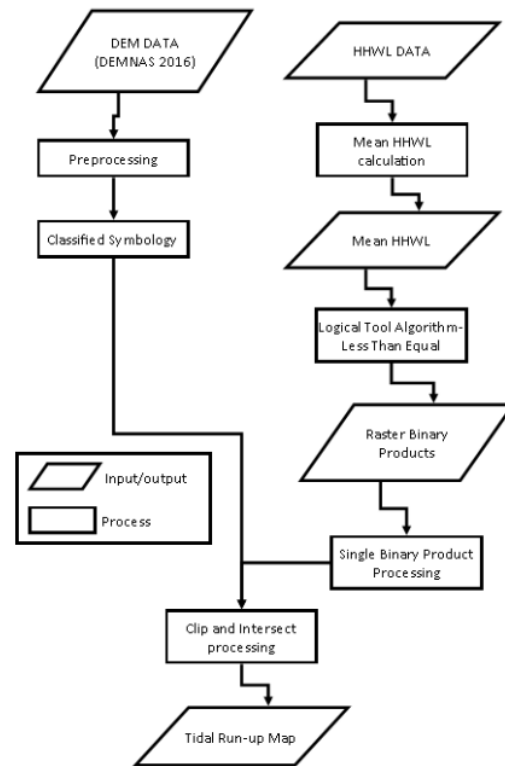 DEM DATA
(DEMNAS 2016)
Preprocessing
Classified Symology
HHWL DATA
Mean HHWL
calculation
Mean HHWL
Logical Tool Algorithm-
Less Than Equal
Raster Binary
Products
Single Binary Product
Processing
Input/output
Process
Clip and Intersect
processing
Tidal Run-up Map